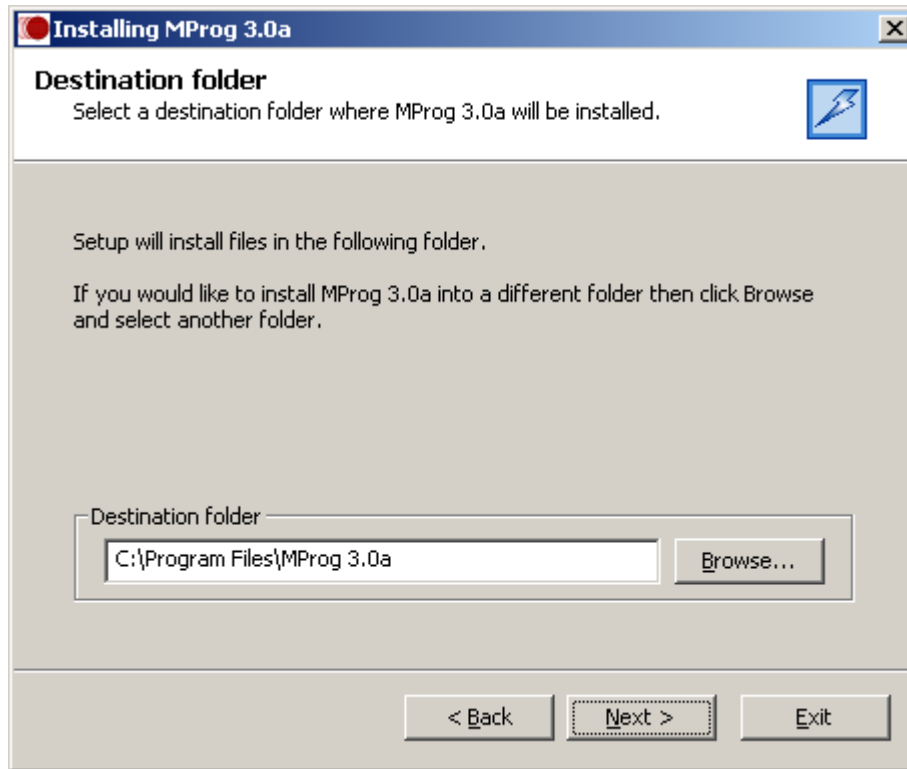 Installing MProg 3.0a
Destination folder
Select a destination folder where MProg 3.0a will be installed.
Setup will install files in the following folder.
If you would like to install MProg 3.0a into a different folder then click Browse
and select another folder.
Destination folder
C:\Program Files\MProg 3.0a
Browse...
< Back
Next >
Exit